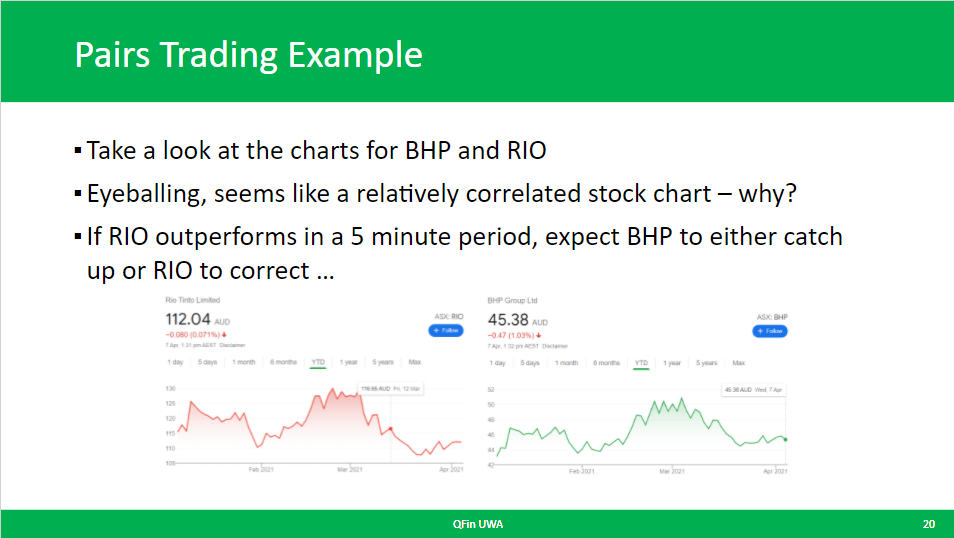 Pairs Trading Example
▪ Take a look at the charts for BHP and RIO
▪ Eyeballing, seems like a relatively correlated stock chart – why?
▪ If RIO outperforms in a 5 minute period, expect BHP to either catch
up or RIO to correct ...
Rio Tinto Limited
112.04 AUD
ASX: RIO
−0.080 (0.071%) ↓
+ Follow
7 Apr, 1:31 pm AEST Disclaimer
1 day 5 days 1 month 6 months YTD 1 year 5 years Max
116.66 AUD Fri, 12 Mar
130
125
120
115
110
105
Feb 2021 Mar 2021 Apr 2021
BHP Group Ltd
45.38 AUD
ASX: BHP
−0.47 (1.03%) ↓
+ Follow
7 Apr, 1:32 pm AEST Disclaimer
1 day 5 days 1 month 6 months YTD 1 year 5 years Max
45.38 AUD Wed, 7 Apr
52
50
48
46
44
42
Feb 2021 Mar 2021 Apr 2021
QFin UWA
20